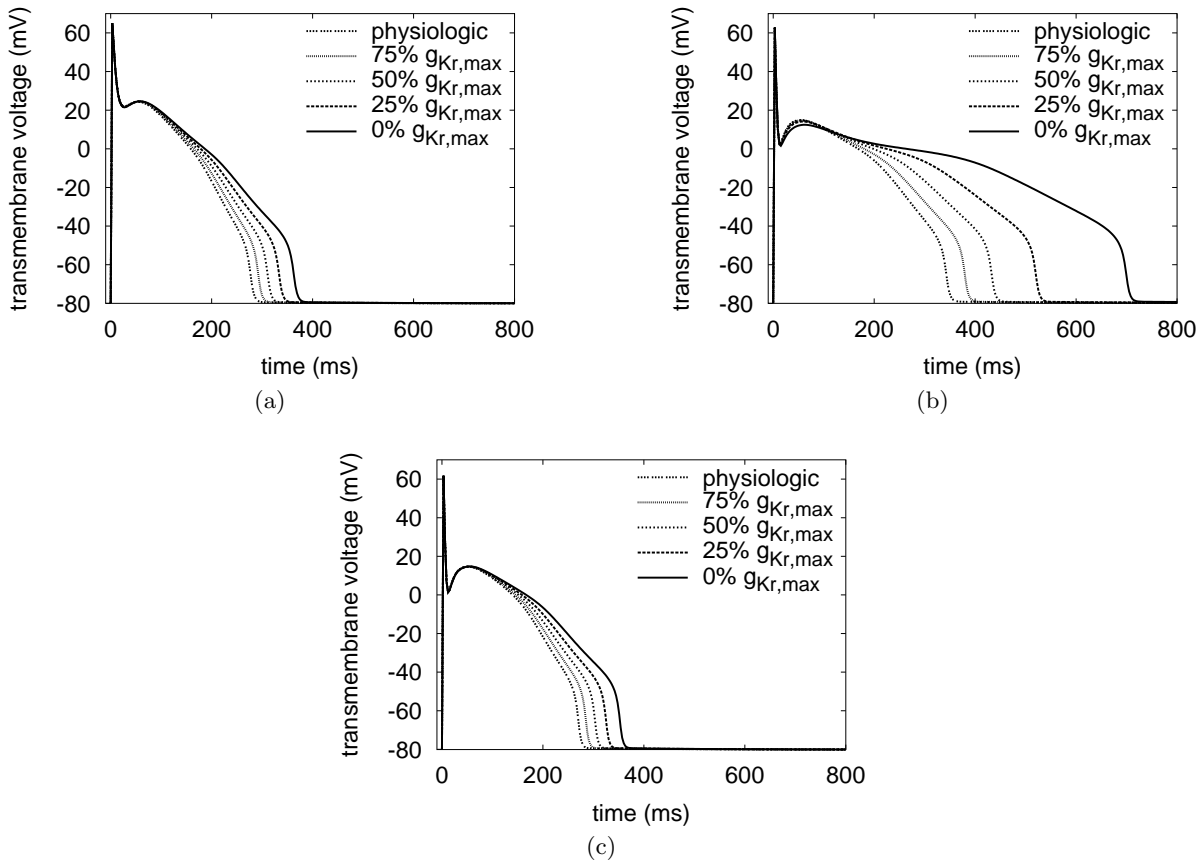 transmembrane voltage (mV)
60
40
20
0
-20
-40
-60
-80
physiologic
75% gKr,max
50% gKr,max
25% gKr,max
0% gKr,max
0 200 400 600 800
time (ms)
(a)
transmembrane voltage (mV)
60
40
20
0
-20
-40
-60
-80
physiologic
75% gKr,max
50% gKr,max
25% gKr,max
0% gKr,max
0 200 400 600 800
time (ms)
(b)
transmembrane voltage (mV)
60
40
20
0
-20
-40
-60
-80
physiologic
75% gKr,max
50% gKr,max
25% gKr,max
0% gKr,max
0 200 400 600 800
time (ms)
(c)